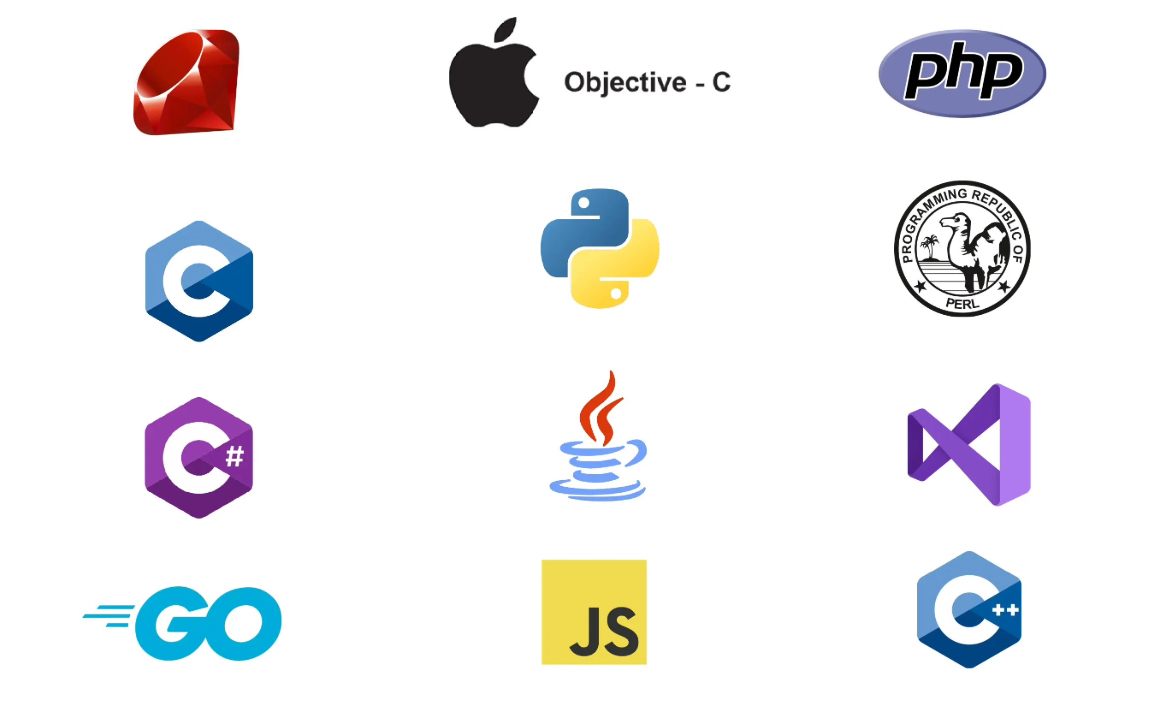 Objective - C
php
PROGRAMMING REPUBLIC OF
PERL
C
C#
GO
JS
C++